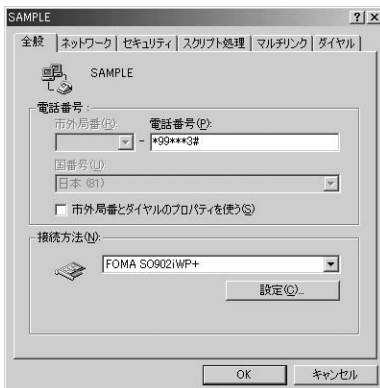 SAMPLE
全般 ネットワーク セキュリティ スクリプト処理 マルチリンク ダイヤル
SAMPLE
電話番号:
市外局番(R): 電話番号(P):
- *99***3#
国番号(U):
日本 (81)
市外局番とダイヤルのプロパティを使う(S)
接続方法(N):
FOMA SO902iWP+
設定(C)...
OK キャンセル